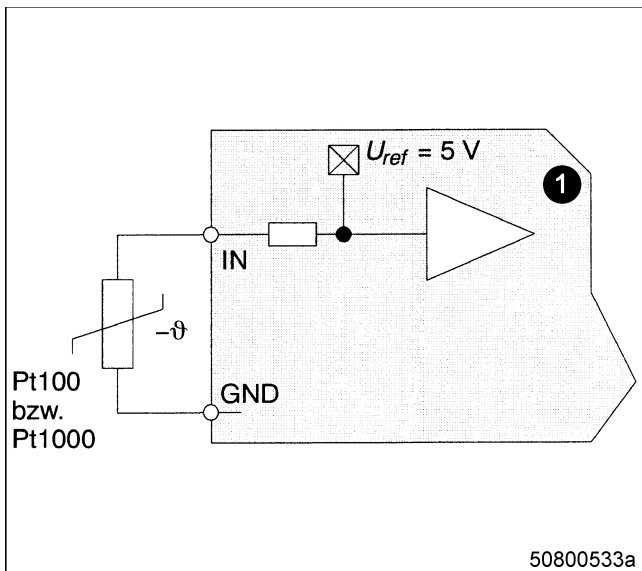 U_ref = 5 V
1
IN
–ϑ
GND
Pt100
bzw.
Pt1000
50800533a